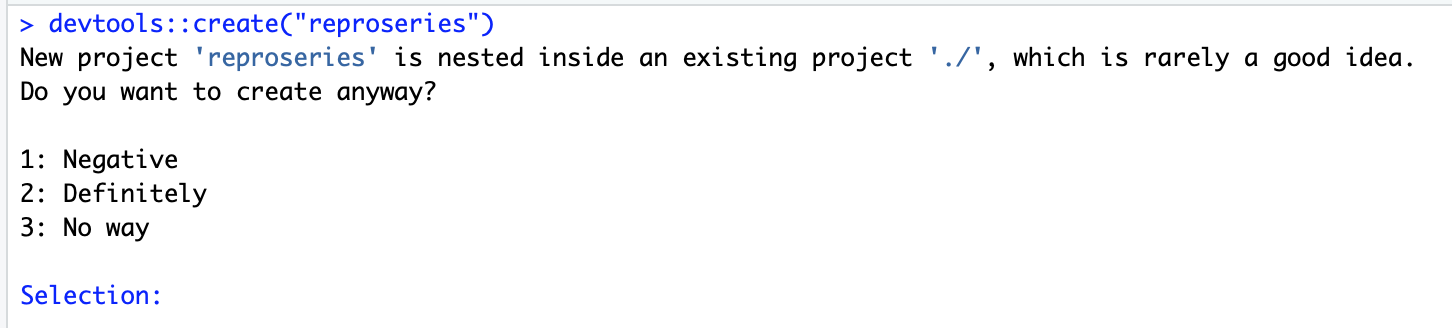 > devtools::create("reproseries")
New project 'reproseries' is nested inside an existing project './', which is rarely a good idea.
Do you want to create anyway?
1: Negative
2: Definitely
3: No way
Selection: